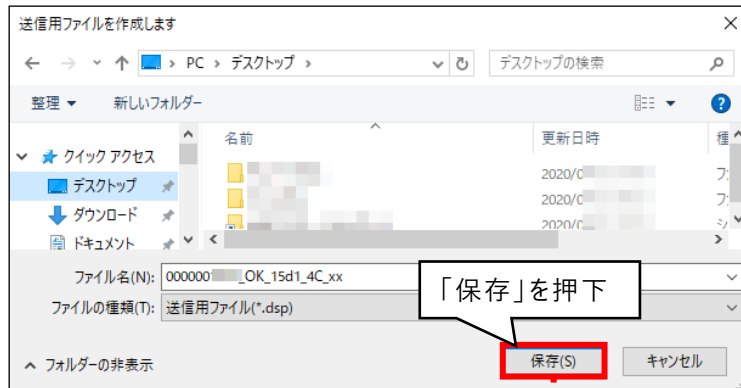 送信用ファイルを作成します
PC › デスクトップ ›
デスクトップの検索
整理 ▼ 新しいフォルダー
名前 更新日時 種
クイック アクセス
デスクトップ 2020/0
ダウンロード 2020/0
ドキュメント 2020/0
ファイル名(N): 000000 _OK_15d1_4C_xx
ファイルの種類(T): 送信用ファイル(*.dsp)
「保存」を押下
フォルダーの非表示 保存(S) キャンセル